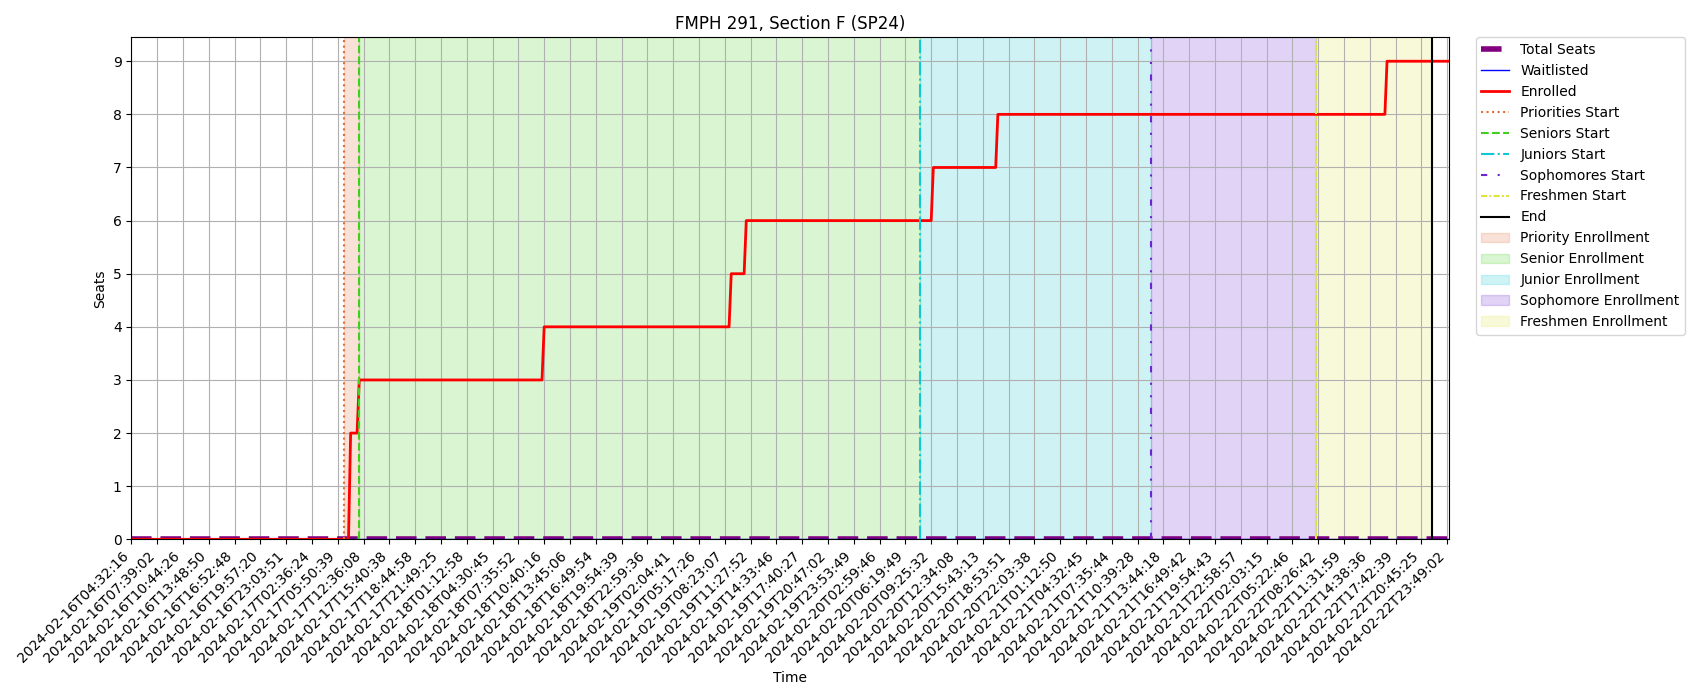 FMPH 291, Section F (SP24)
Seats
9
8
7
6
5
4
3
2
1
0
2024-02-16T04:32:16
2024-02-16T07:39:02
2024-02-16T10:44:26
2024-02-16T13:48:50
2024-02-16T16:52:48
2024-02-16T19:57:20
2024-02-16T23:03:51
2024-02-17T02:36:24
2024-02-17T05:50:39
2024-02-17T12:36:08
2024-02-17T15:40:38
2024-02-17T18:44:58
2024-02-17T21:49:25
2024-02-18T01:12:58
2024-02-18T04:30:45
2024-02-18T07:35:52
2024-02-18T10:40:16
2024-02-18T13:45:06
2024-02-18T16:49:54
2024-02-18T19:54:39
2024-02-18T22:59:36
2024-02-19T02:04:41
2024-02-19T05:17:26
2024-02-19T08:23:07
2024-02-19T11:27:52
2024-02-19T14:33:46
2024-02-19T17:40:27
2024-02-19T20:47:02
2024-02-19T23:53:49
2024-02-20T02:59:46
2024-02-20T06:19:49
2024-02-20T09:25:32
2024-02-20T12:34:08
2024-02-20T15:43:13
2024-02-20T18:53:51
2024-02-20T22:03:38
2024-02-21T01:12:50
2024-02-21T04:32:45
2024-02-21T07:35:44
2024-02-21T10:39:28
2024-02-21T13:44:18
2024-02-21T16:49:42
2024-02-21T19:54:43
2024-02-21T22:58:57
2024-02-22T02:03:15
2024-02-22T05:22:46
2024-02-22T08:26:42
2024-02-22T11:31:59
2024-02-22T14:38:36
2024-02-22T17:42:39
2024-02-22T20:45:25
2024-02-22T23:49:02
Time
Total Seats
Waitlisted
Enrolled
Priorities Start
Seniors Start
Juniors Start
Sophomores Start
Freshmen Start
End
Priority Enrollment
Senior Enrollment
Junior Enrollment
Sophomore Enrollment
Freshmen Enrollment